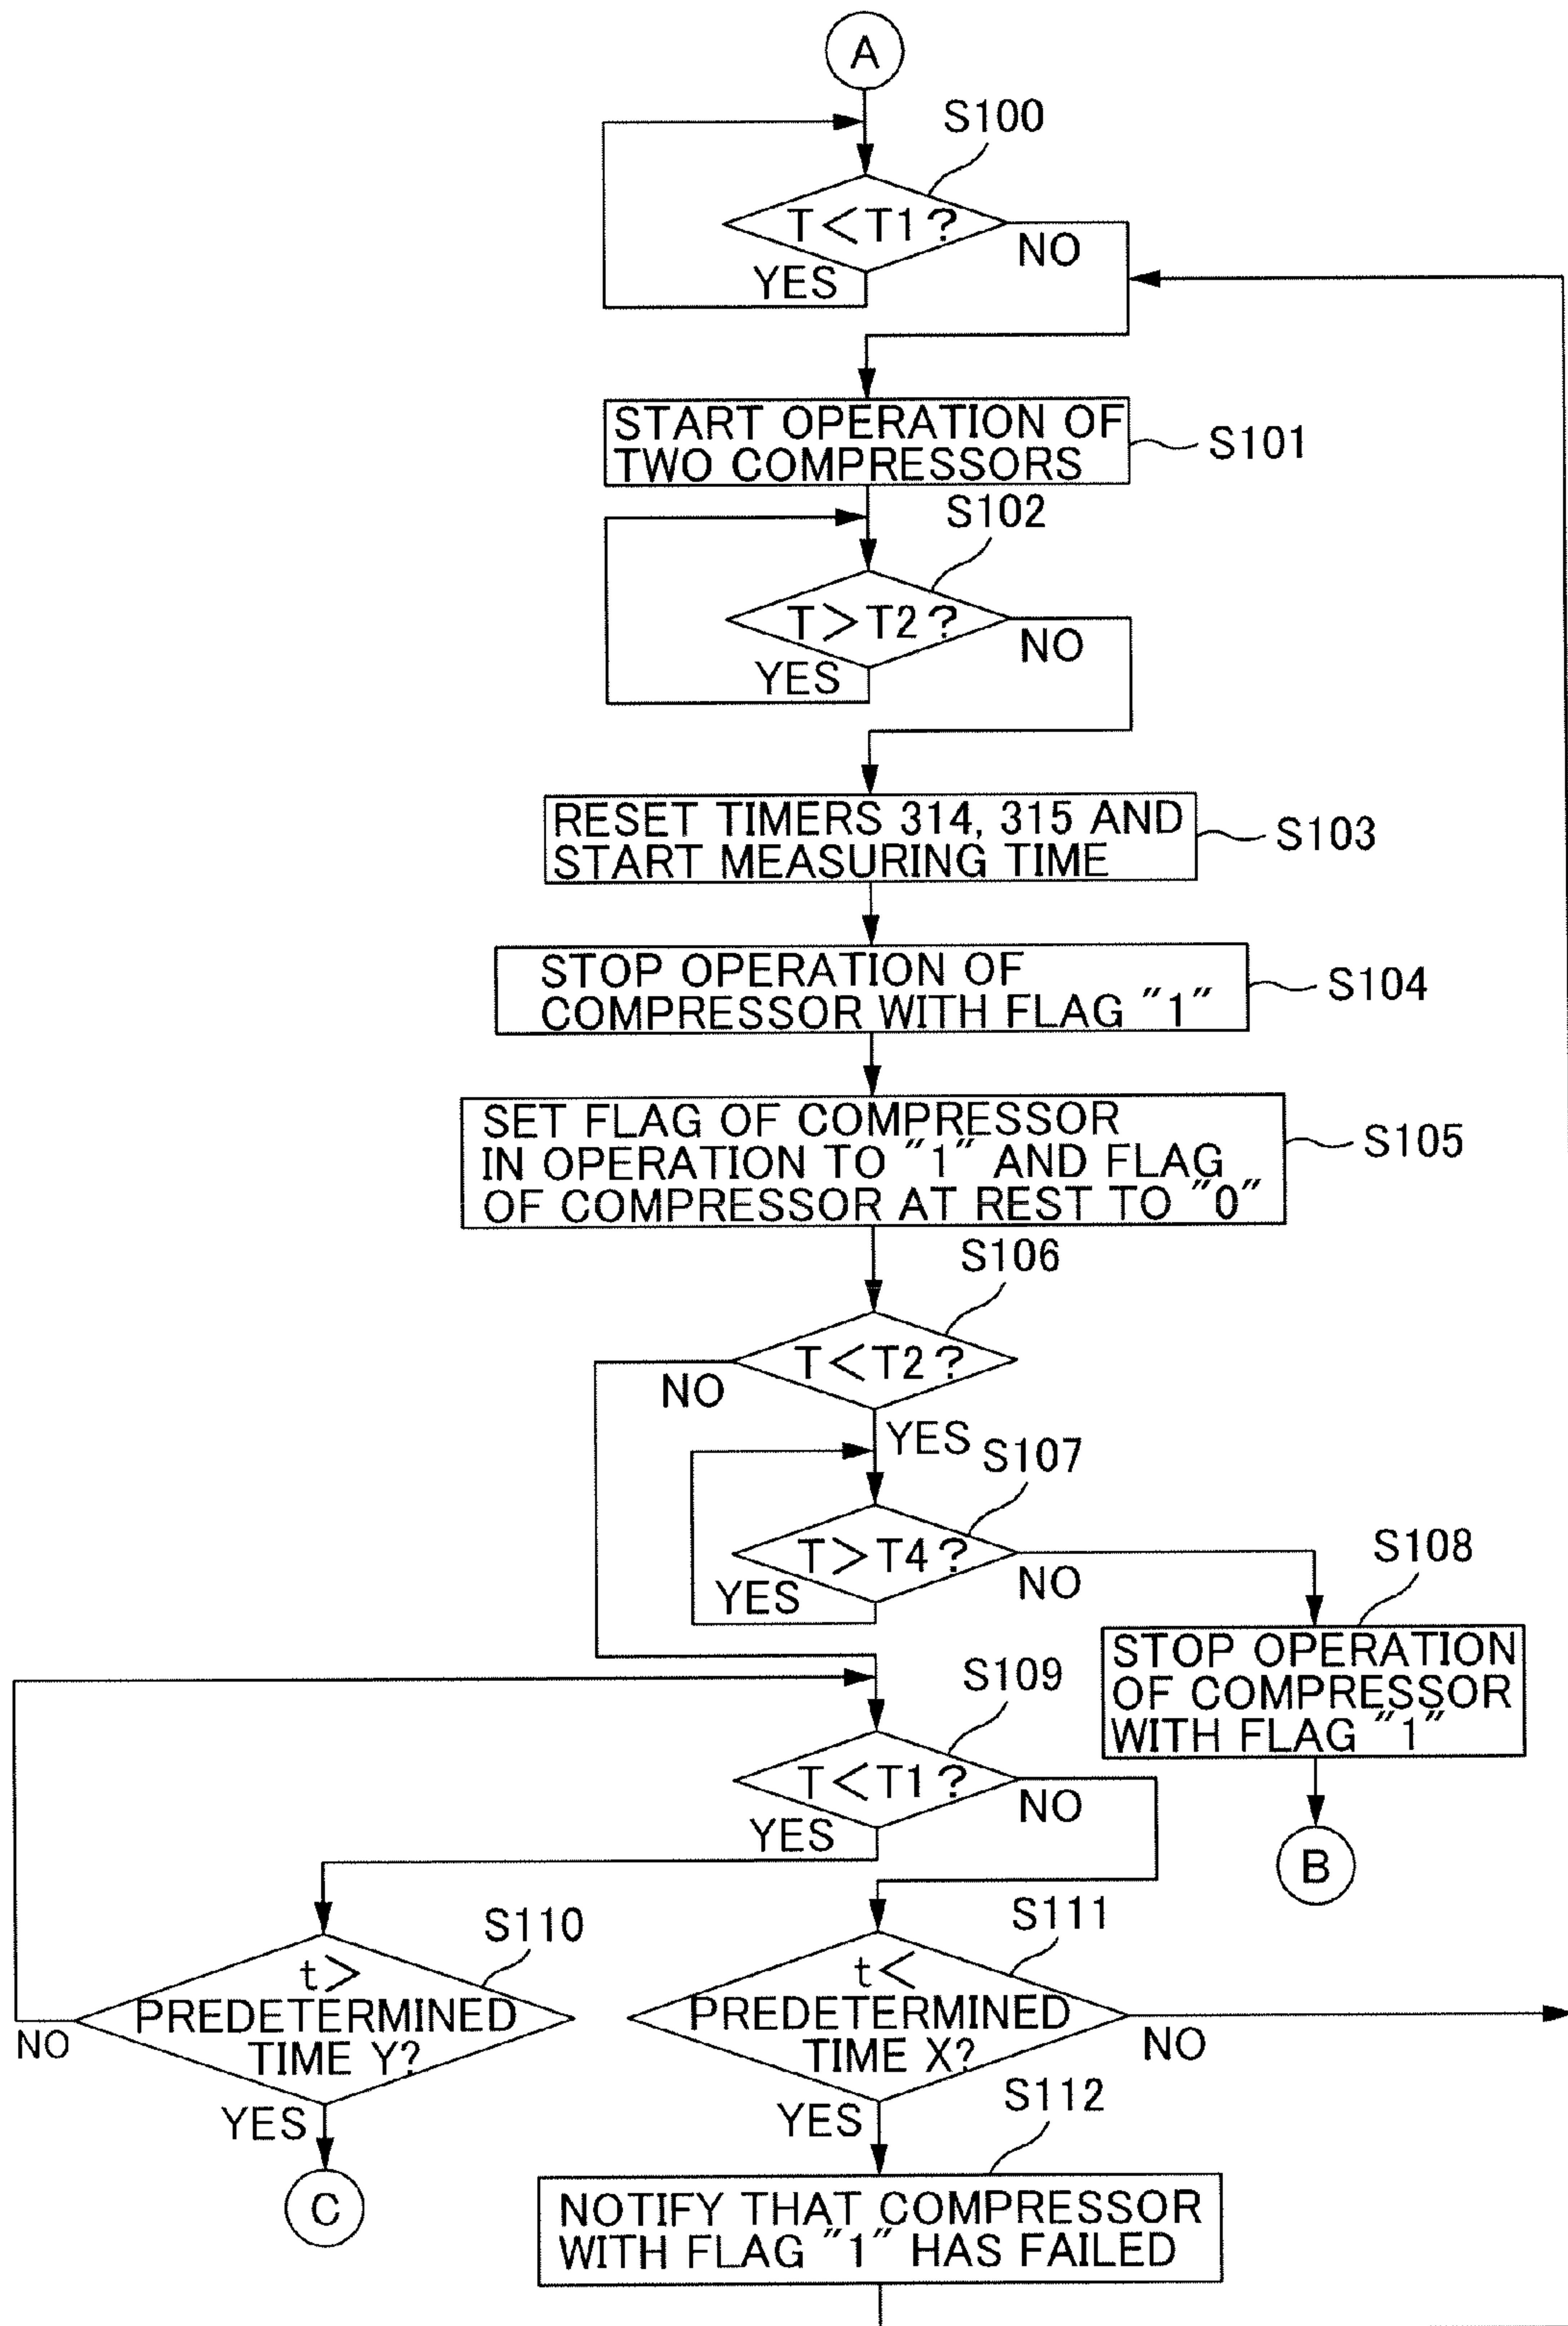 A
S100
T<T1?
NO
YES
START OPERATION OF
TWO COMPRESSORS
S101
S102
T>T2?
NO
YES
RESET TIMERS 314, 315 AND
START MEASURING TIME
S103
STOP OPERATION OF
COMPRESSOR WITH FLAG "1"
S104
SET FLAG OF COMPRESSOR
IN OPERATION TO "1" AND FLAG
OF COMPRESSOR AT REST TO "0"
S105
S106
T<T2?
NO
YES
S107
T>T4?
NO
YES
S108
STOP OPERATION
OF COMPRESSOR
WITH FLAG "1"
B
S109
T<T1?
NO
YES
S110
t>
PREDETERMINED
TIME Y?
NO
YES
C
S111
t<
PREDETERMINED
TIME X?
NO
YES
S112
NOTIFY THAT COMPRESSOR
WITH FLAG "1" HAS FAILED